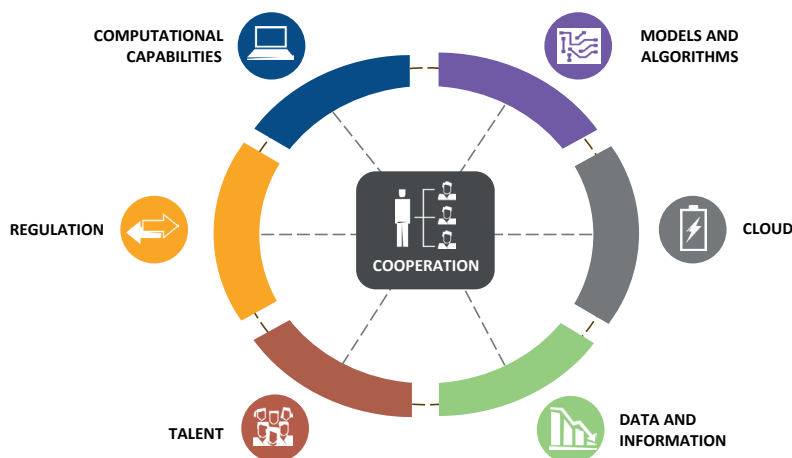 COMPUTATIONAL
CAPABILITIES
MODELS AND
ALGORITHMS
REGULATION
COOPERATION
CLOUD
TALENT
DATA AND
INFORMATION